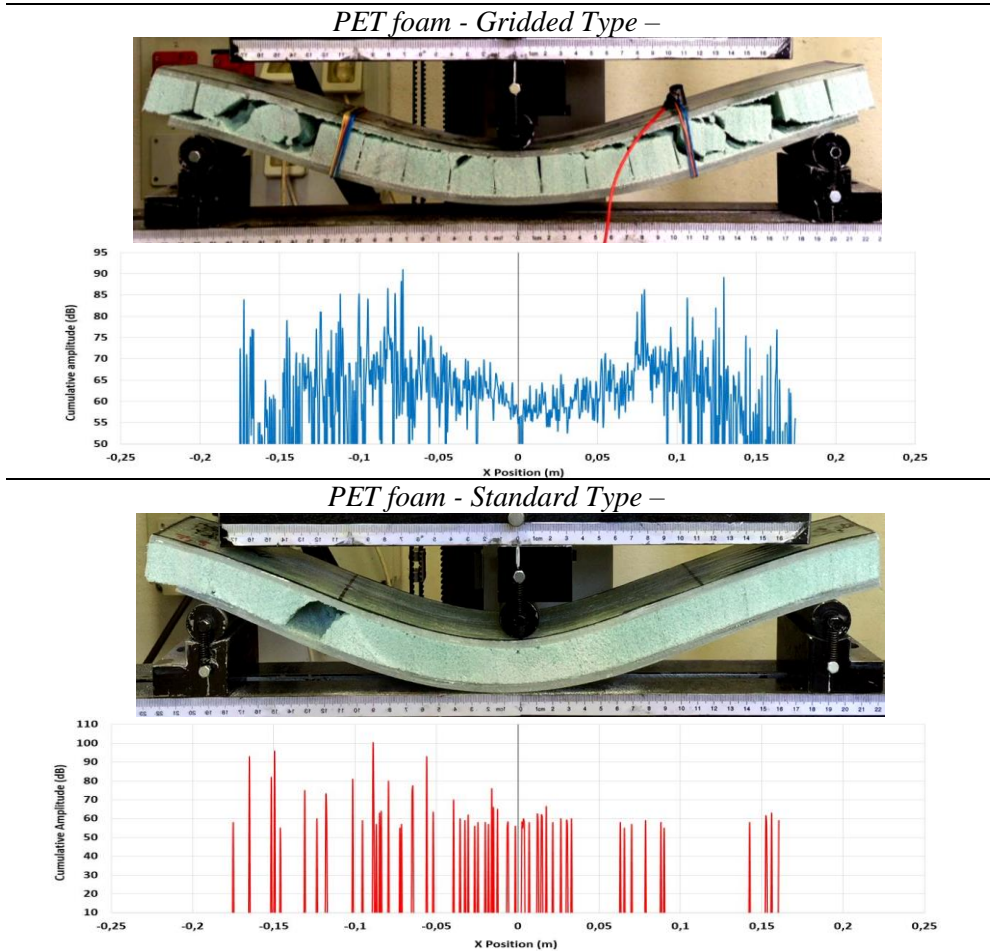 PET foam - Gridded Type –
95
90
85
80
75
70
65
60
55
50
Cumulative amplitude (dB)
-0,25 -0,2 -0,15 -0,1 -0,05 0 0,05 0,1 0,15 0,2 0,25
X Position (m)
PET foam - Standard Type –
110
100
90
80
70
60
50
40
30
20
10
Cumulative Amplitude (dB)
-0,25 -0,2 -0,15 -0,1 -0,05 0 0,05 0,1 0,15 0,2 0,25
X Position (m)